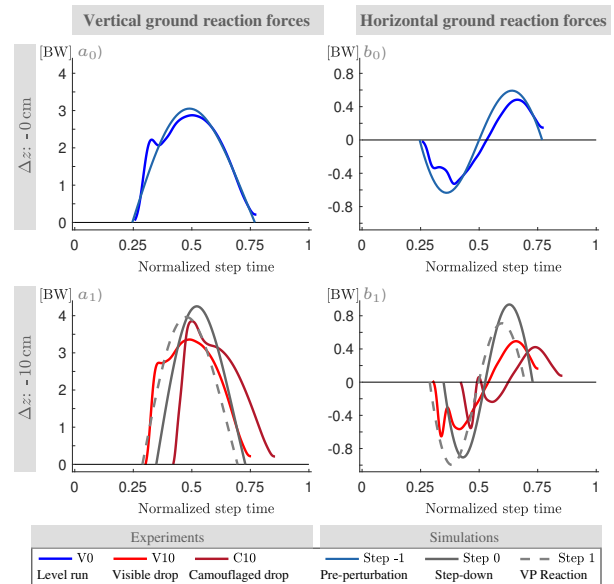 Vertical ground reaction forces
Horizontal ground reaction forces
Δz: -0 cm
[BW] a0)
4
3
2
1
0
0 0.25 0.5 0.75 1
Normalized step time
[BW] b0)
0.8
0.4
0
-0.4
-0.8
0 0.25 0.5 0.75 1
Normalized step time
Δz: -10 cm
[BW] a1)
4
3
2
1
0
0 0.25 0.5 0.75 1
Normalized step time
[BW] b1)
0.8
0.4
0
-0.4
-0.8
0 0.25 0.5 0.75 1
Normalized step time
Experiments Simulations
V0 V10 C10 Step -1 Step 0 Step 1
Level run Visible drop Camouflaged drop Pre-perturbation Step-down VP Reaction